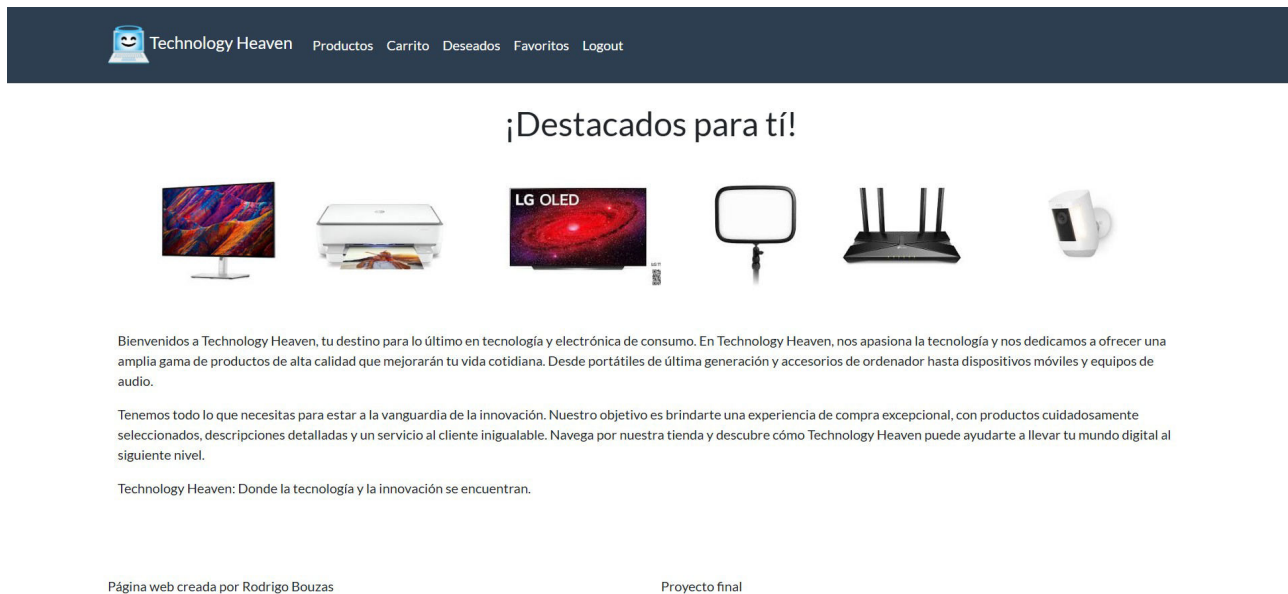 Technology Heaven Productos Carrito Deseados Favoritos Logout
¡Destacados para tí!
LG OLED
Bienvenidos a Technology Heaven, tu destino para lo último en tecnología y electrónica de consumo. En Technology Heaven, nos apasiona la tecnología y nos dedicamos a ofrecer una
amplia gama de productos de alta calidad que mejorarán tu vida cotidiana. Desde portátiles de última generación y accesorios de ordenador hasta dispositivos móviles y equipos de
audio.
Tenemos todo lo que necesitas para estar a la vanguardia de la innovación. Nuestro objetivo es brindarte una experiencia de compra excepcional, con productos cuidadosamente
seleccionados, descripciones detalladas y un servicio al cliente inigualable. Navega por nuestra tienda y descubre cómo Technology Heaven puede ayudarte a llevar tu mundo digital al
siguiente nivel.
Technology Heaven: Donde la tecnología y la innovación se encuentran.
Página web creada por Rodrigo Bouzas Proyecto final